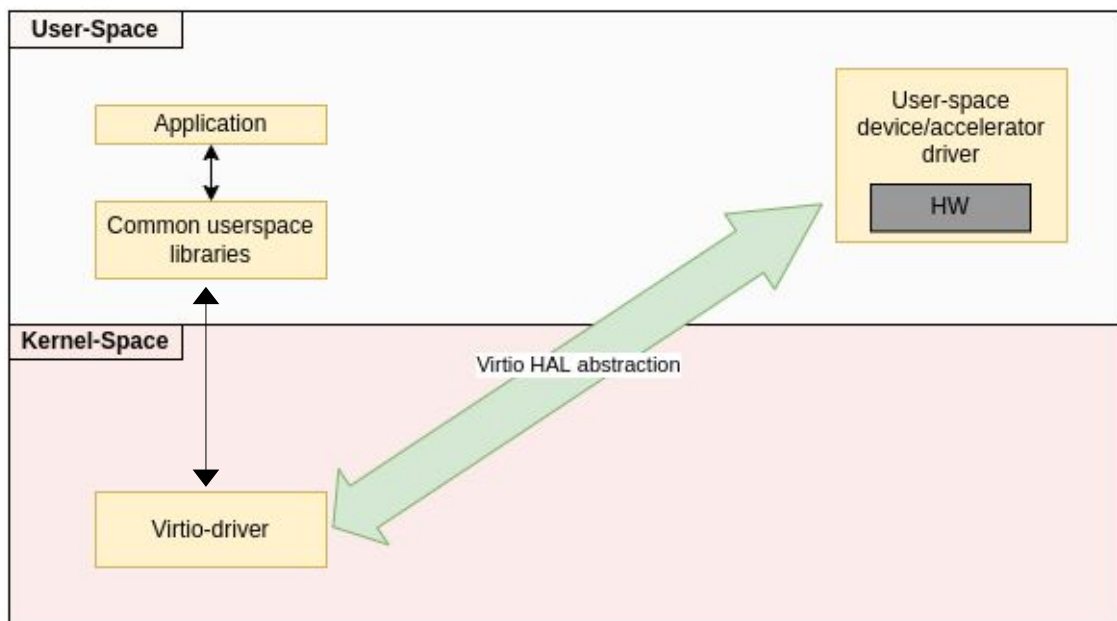 User-Space
Application
Common userspace
libraries
User-space
device/accelerator
driver
HW
Kernel-Space
Virtio HAL abstraction
Virtio-driver